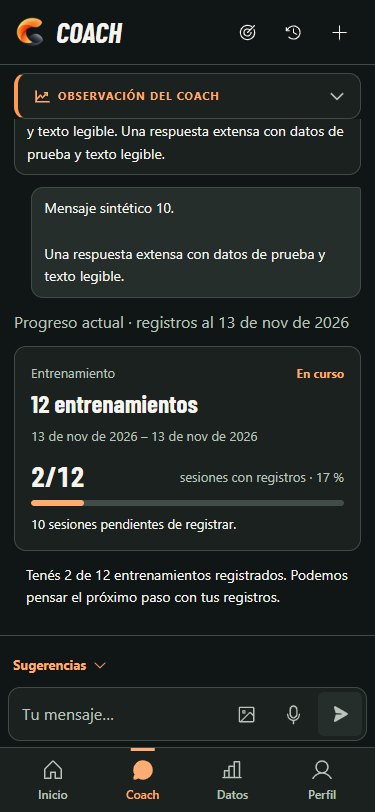 COACH
OBSERVACIÓN DEL COACH
y texto legible. Una respuesta extensa con datos de
prueba y texto legible.
Mensaje sintético 10.
Una respuesta extensa con datos de prueba y
texto legible.
Progreso actual · registros al 13 de nov de 2026
Entrenamiento
En curso
12 entrenamientos
13 de nov de 2026 – 13 de nov de 2026
2/12
sesiones con registros · 17 %
10 sesiones pendientes de registrar.
Tenés 2 de 12 entrenamientos registrados. Podemos
pensar el próximo paso con tus registros.
Sugerencias
Tu mensaje...
Inicio
Coach
Datos
Perfil